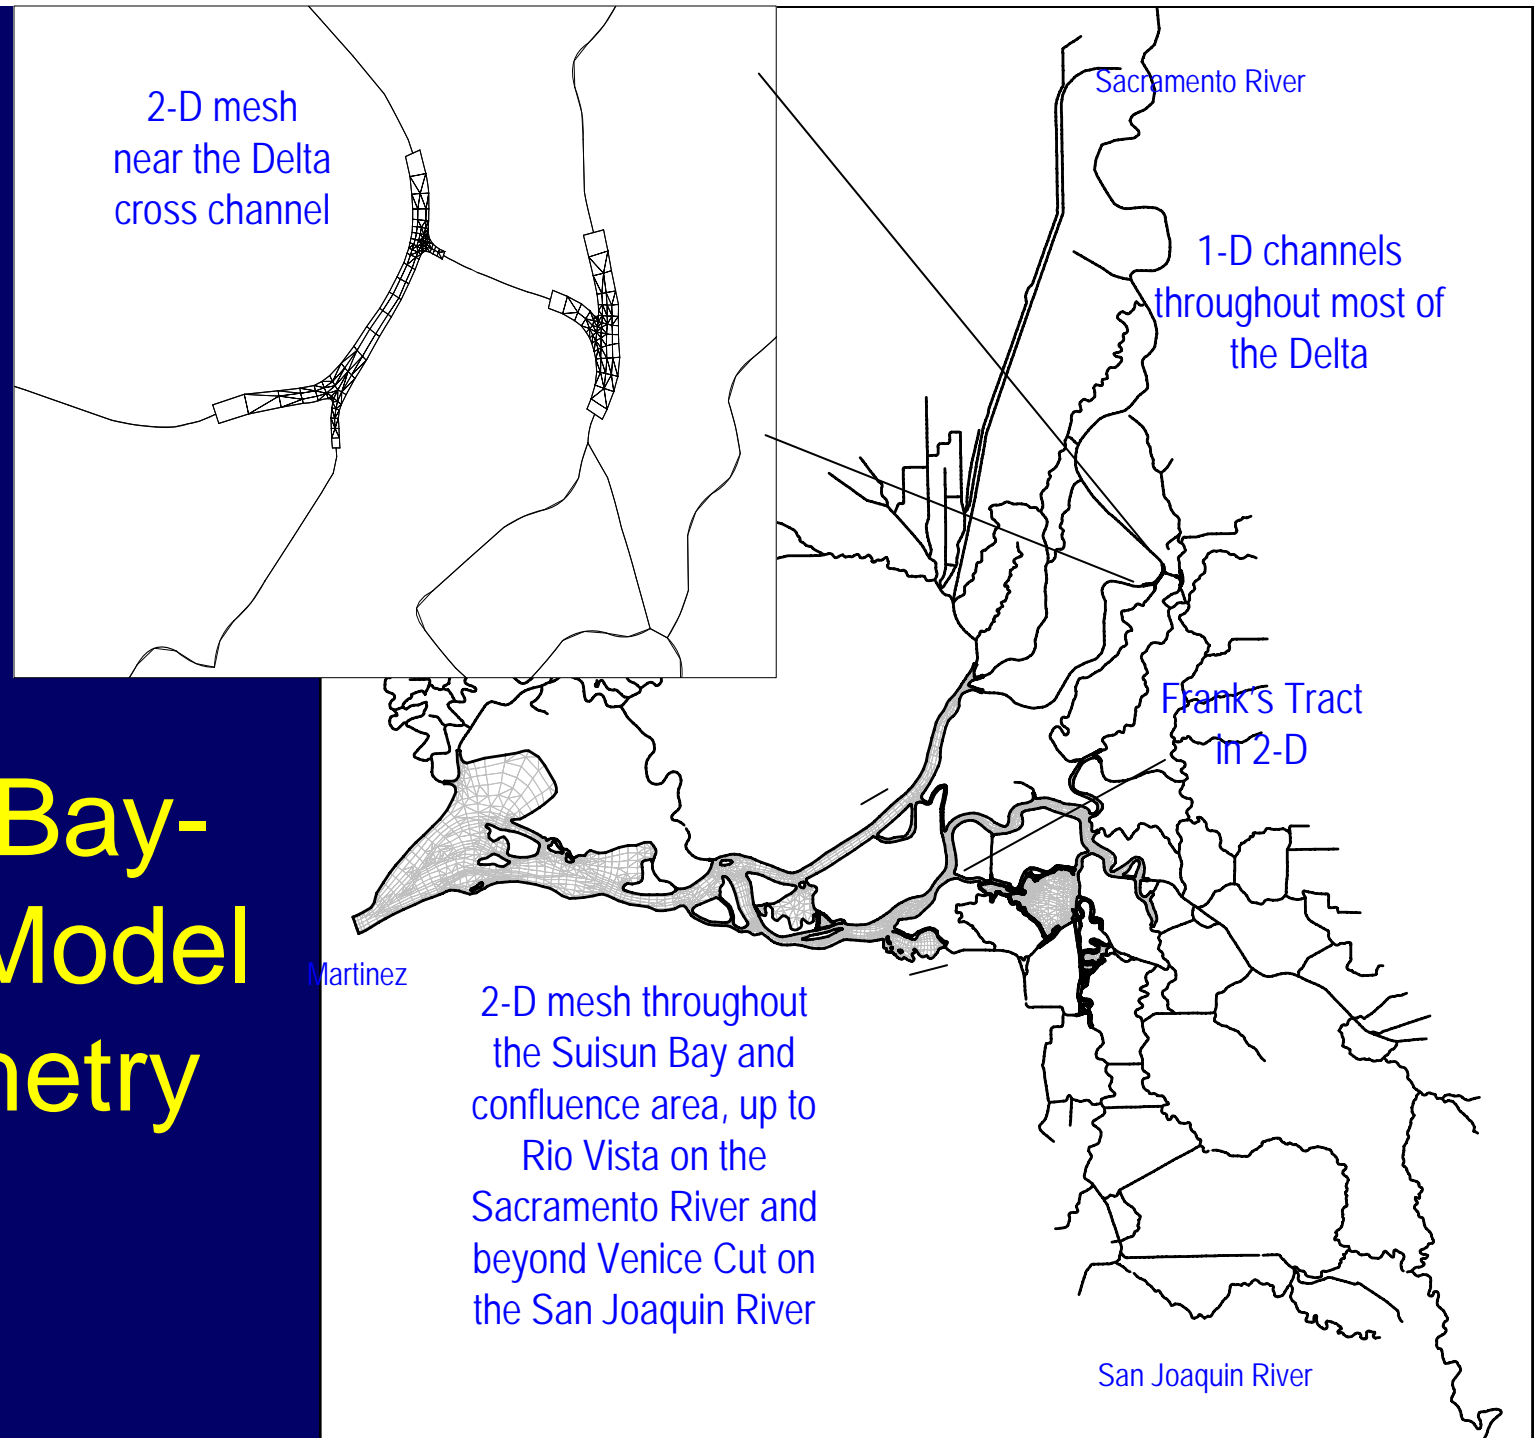 2-D mesh
near the Delta
cross channel
Sacramento River
1-D channels
throughout most of
the Delta
Frank's Tract
in 2-D
Bay-
Model
netry
Martinez
2-D mesh throughout
the Suisun Bay and
confluence area, up to
Rio Vista on the
Sacramento River and
beyond Venice Cut on
the San Joaquin River
San Joaquin River